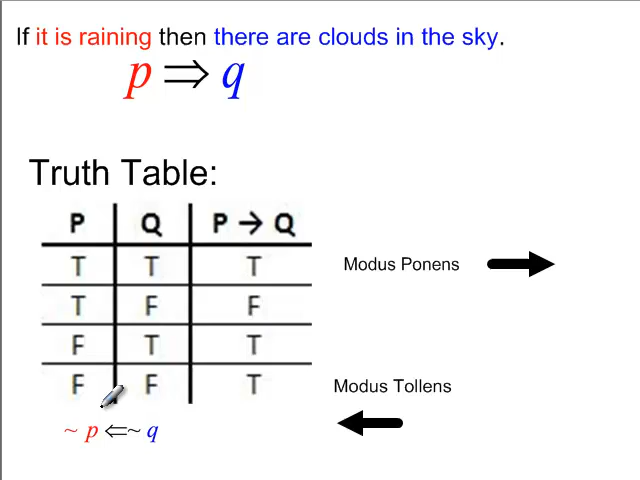 If it is raining then there are clouds in the sky.
p ⇒ q
Truth Table:
P Q P → Q
T T T
T F F
F T T
F F T
Modus Ponens
Modus Tollens
~ p ⇐ ~ q